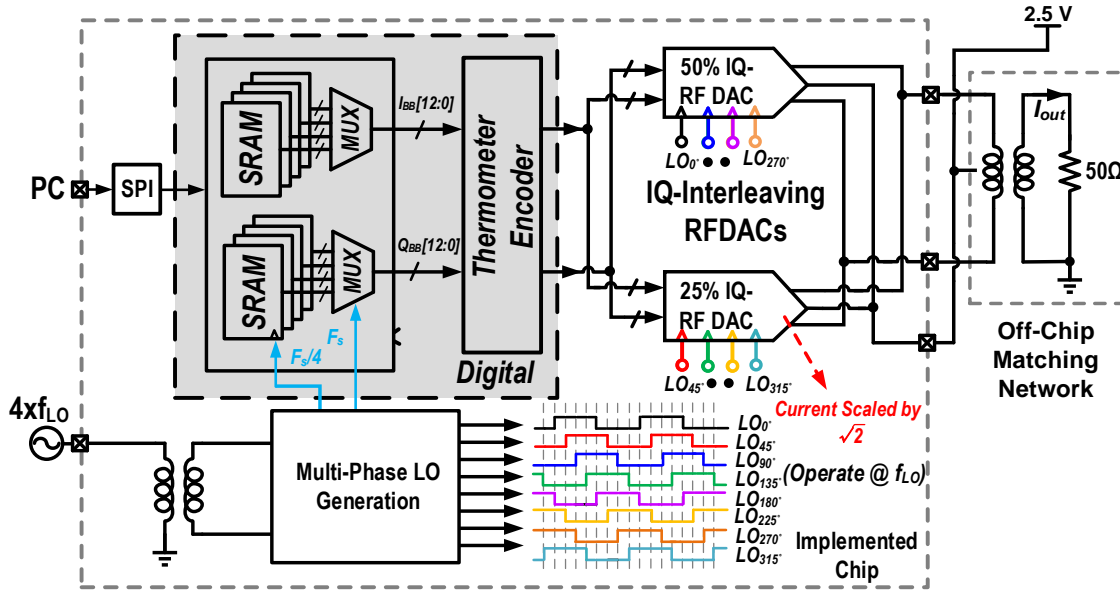 2.5 V
50% IQ-
RF DAC
LO0°
LO270°
IQ-Interleaving
RFDACs
25% IQ-
RF DAC
LO45°
LO315°
Current Scaled by
√2
(Operate @ fLO)
Iout
50Ω
Off-Chip
Matching
Network
PC
SPI
SRAM
MUX
IBB[12:0]
SRAM
MUX
QBB[12:0]
Thermometer
Encoder
Fs
Fs/4
Digital
4xfLO
Multi-Phase LO
Generation
LO0°
LO45°
LO90°
LO135°
LO180°
LO225°
LO270°
LO315°
Implemented
Chip